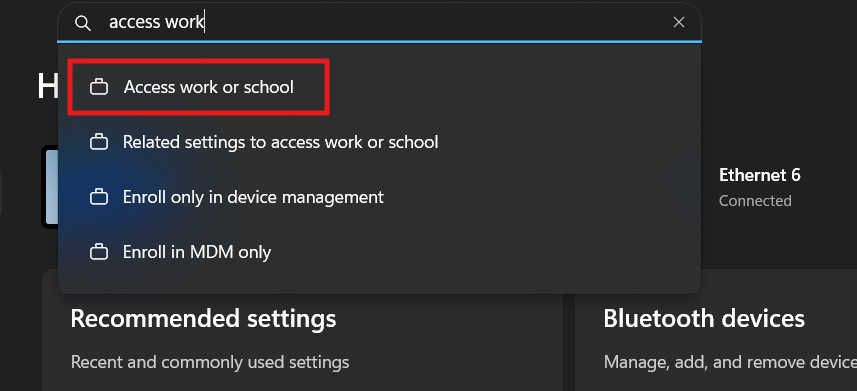 access work
Access work or school
Related settings to access work or school
Enroll only in device management
Enroll in MDM only
H
Ethernet 6
Connected
Recommended settings
Recent and commonly used settings
Bluetooth devices
Manage, add, and remove device